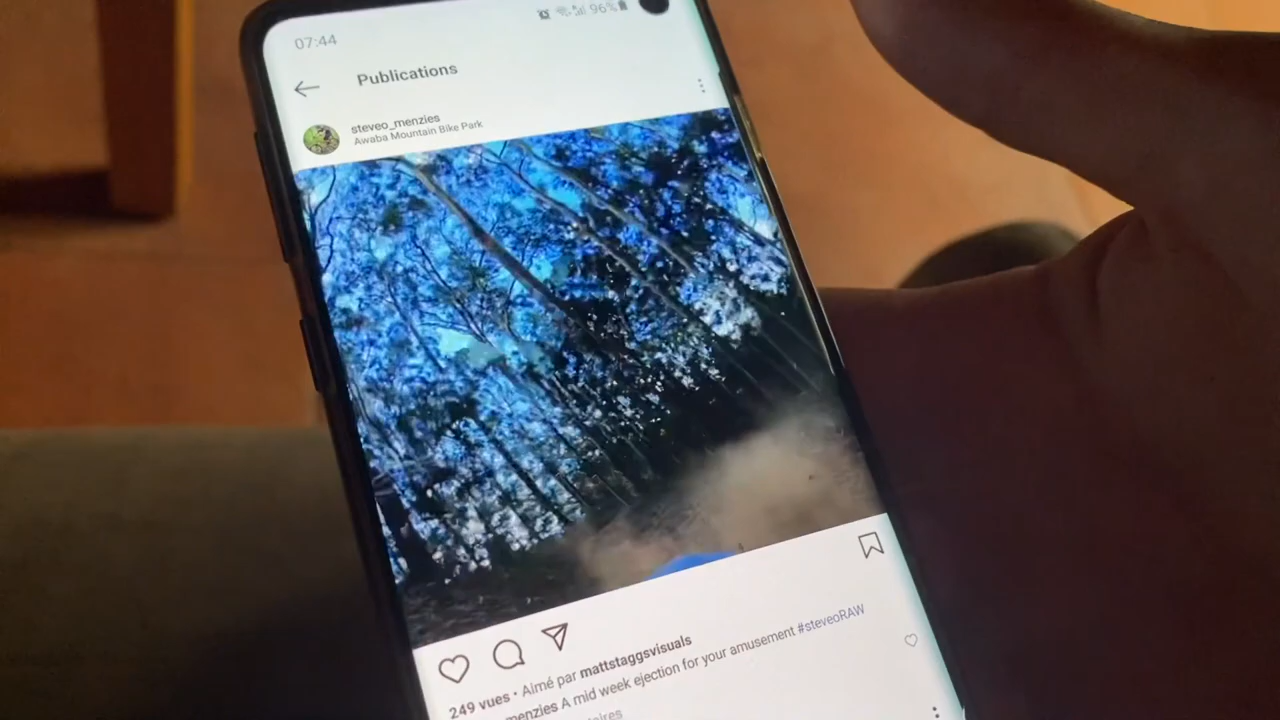 07:44
96%
Publications
steveo_menzies
Awaba Mountain Bike Park
249 vues • Aimé par mattstaggsvisuals
menzies A mid week ejection for your amusement #steveoRAW